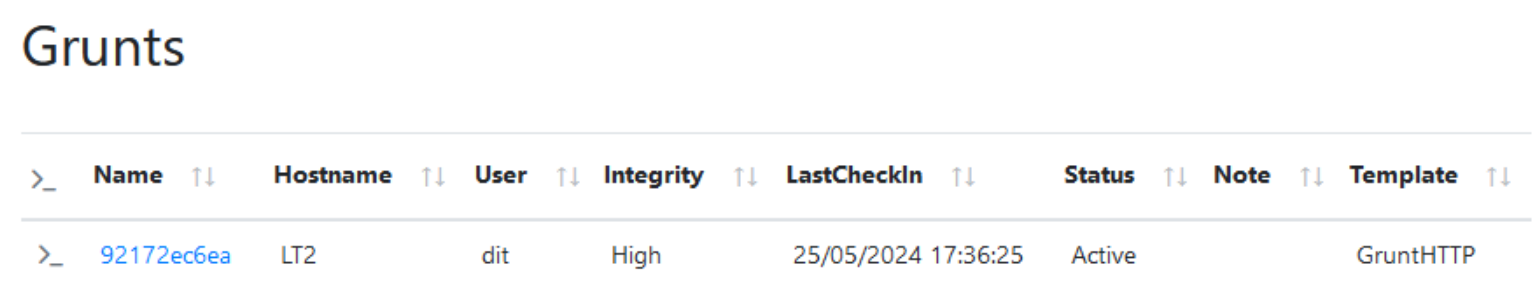 Grunts
>_ Name ↑↓ Hostname ↑↓ User ↑↓ Integrity ↑↓ LastCheckIn ↑↓ Status ↑↓ Note ↑↓ Template ↑↓
>_ 92172ec6ea LT2 dit High 25/05/2024 17:36:25 Active GruntHTTP